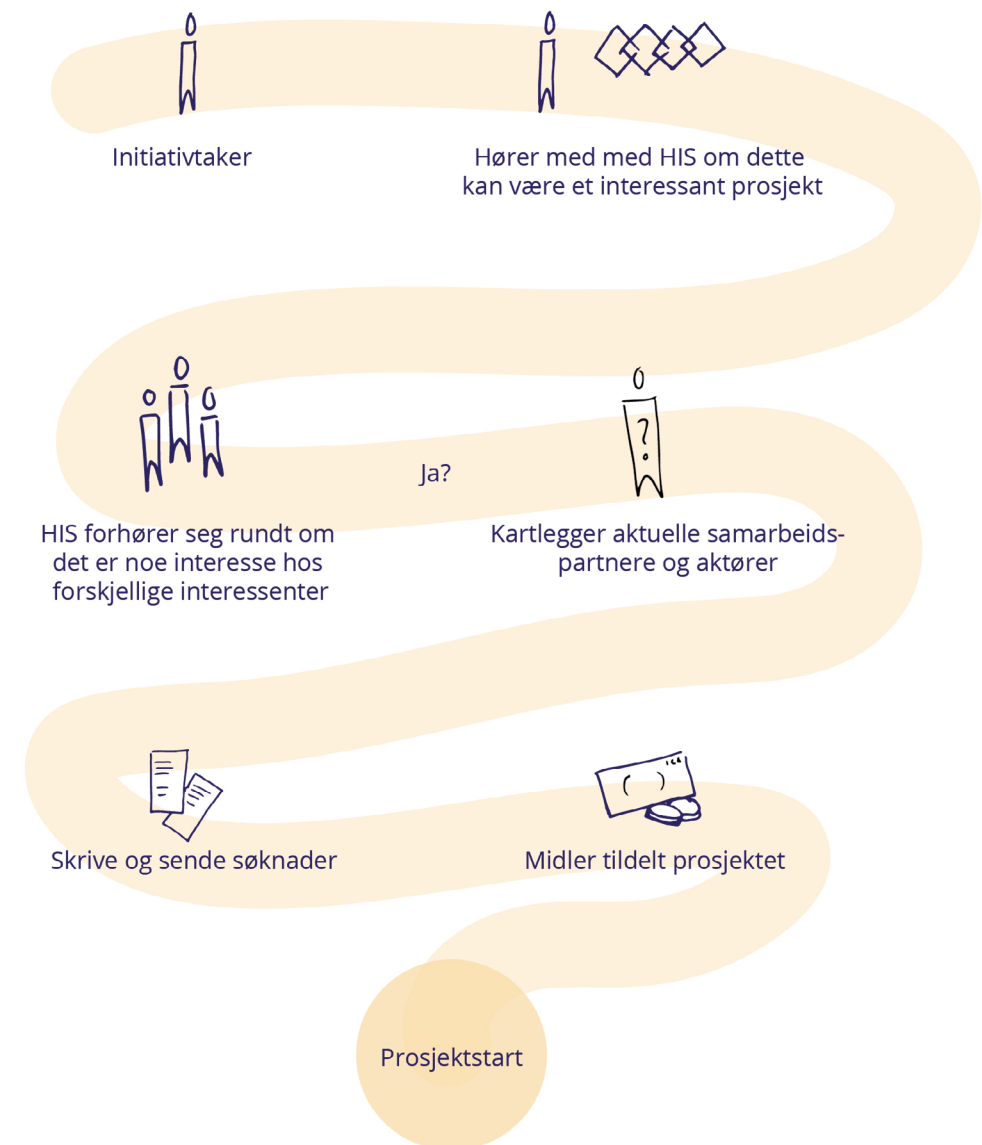 Initiativtaker
Hører med med HIS om dette
kan være et interessant prosjekt
HIS forhører seg rundt om
det er noe interesse hos
forskjellige interessenter
Ja?
?
Kartlegger aktuelle samarbeids-
partnere og aktører
Skrive og sende søknader
Midler tildelt prosjektet
Prosjektstart